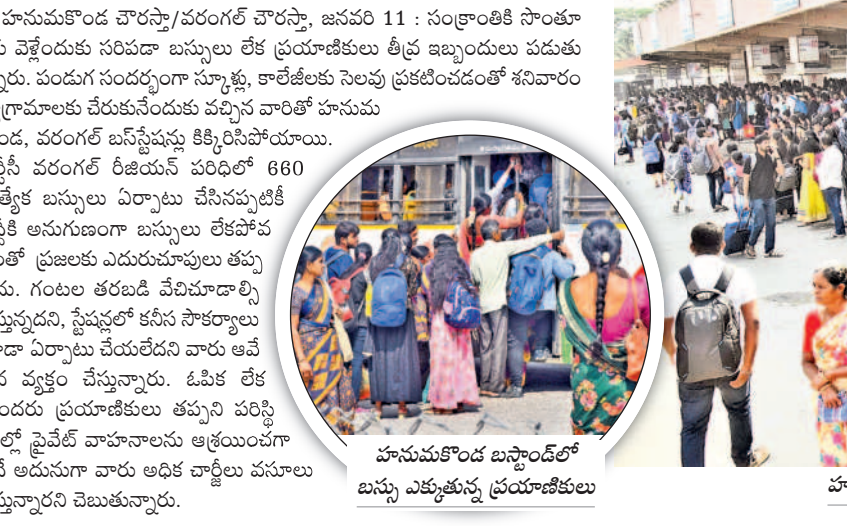 హనుమకొండ చౌరస్తా/వరంగల్ చౌరస్తా, జనవరి 11 : సంక్రాంతికి సొంతూ
వెళ్లేందుకు సరిపడా బస్సులు లేక ప్రయాణికులు తీవ్ర ఇబ్బందులు పడుతు
న్నారు. పండుగ సందర్భంగా స్కూళ్లు, కాలేజీలకు సెలవు ప్రకటించడంతో శనివారం
గ్రామాలకు చేరుకునేందుకు వచ్చిన వారితో హనుమ
ండ, వరంగల్ బస్‌స్టేషన్లు కిక్కిరిసిపోయాయి.
ర్టీసీ వరంగల్ రీజియన్ పరిధిలో 660
త్యేక బస్సులు ఏర్పాటు చేసినప్పటికీ
కి అనుగుణంగా బస్సులు లేకపోవ
తో ప్రజలకు ఎదురుచూపులు తప్ప
దు. గంటల తరబడి వేచిచూడాల్సి
స్తున్నదని, స్టేషన్లలో కనీస సౌకర్యాలు
డా ఏర్పాటు చేయలేదని వారు ఆవే
న వ్యక్తం చేస్తున్నారు. ఓపిక లేక
ందరు ప్రయాణికులు తప్పని పరిస్థి
ల్లో ప్రైవేట్ వాహనాలను ఆశ్రయించగా
దే అదునుగా వారు అధిక చార్జీలు వసూలు
స్తున్నారని చెబుతున్నారు.
హనుమకొండ బస్టాండ్‌లో
బస్సు ఎక్కుతున్న ప్రయాణికులు
హ